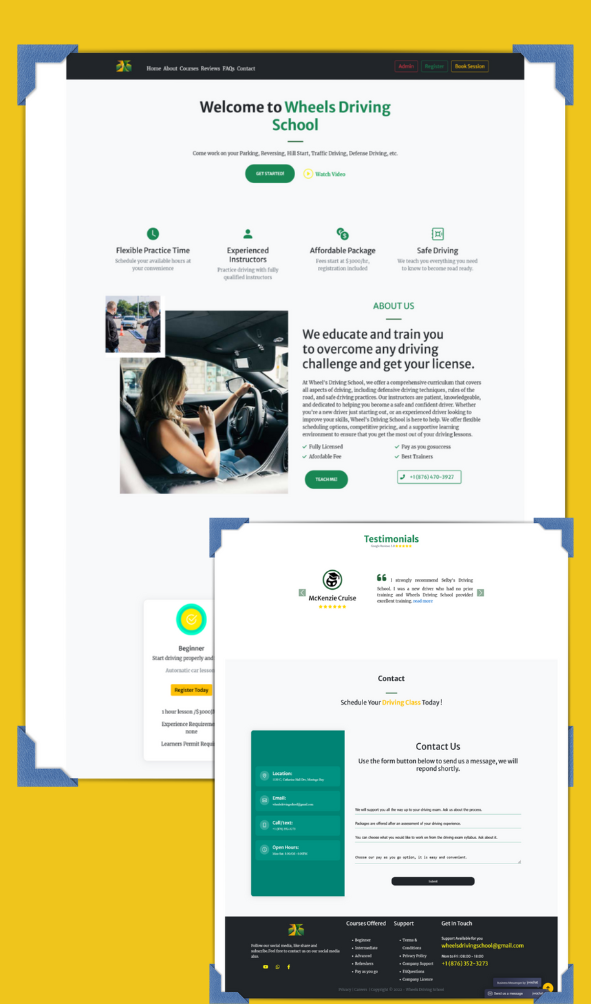 Home About Courses Reviews FAQs Contact
Admin
Register
Book Session
Welcome to Wheels Driving
School
Come work on your Parking, Reversing, Hill Start, Traffic Driving, Defense Driving, etc.
GET STARTED!
Watch Video
Flexible Practice Time
Schedule your available hours at
your convenience
Experienced
Instructors
Practice driving with fully
qualified instructors
Affordable Package
Fees start at $3000/hr,
registration included
Safe Driving
We teach you everything you need
to know to become road ready.
ABOUT US
We educate and train you
to overcome any driving
challenge and get your license.
At Wheel's Driving School, we offer a comprehensive curriculum that covers
all aspects of driving, including defensive driving techniques, rules of the
road, and safe driving practices. Our instructors are patient, knowledgeable,
and dedicated to helping you become a safe and confident driver. Whether
you're a new driver just starting out, or an experienced driver looking to
improve your skills, Wheel's Driving School is here to help. We offer flexible
scheduling options, competitive pricing, and a supportive learning
environment to ensure that you get the most out of your driving lessons.
Fully Licensed
Pay as you go
Afordable Fee
Best Trainers
TEACH ME!
+1 (876) 470-3927
Beginner
Start driving properly and
Automatic car lesson
Register Today
1 hour lesson /$3000
Experience Requireme
none
Learners Permit Requi
Testimonials
McKenzie Cruise
I strongly recommend Selby's Driving
School. I was a new driver who had no prior
training and Wheels Driving School provided
excellent training, read more
Contact
Schedule Your Driving Class Today!
Location:
Email:
wheelsdrivingschool@gmail.com
Call/text:
Open Hours:
Contact Us
Use the form button below to send us a message, we will
repond shortly.
We will support you all the way up to your driving exam. Ask us about the process.
Packages are offered after an assessment of your driving experience.
You can choose what you would like to work on from the driving exam syllabus. Ask about it.
Choose our pay as you go option, it is easy and convenient.
Submit
Follow our social media, like share and
subscribe.Feel free to contact us on our social media
also.
Courses Offered
Beginner
Intermediate
Advanced
Refreshers
Pay as you go
Support
Terms &
Conditions
Privacy Policy
Company Support
FAQuestions
Company License
Get in Touch
Support Available for you
wheelsdrivingschool@gmail.com
+1 (876) 352-3273
Send us a message